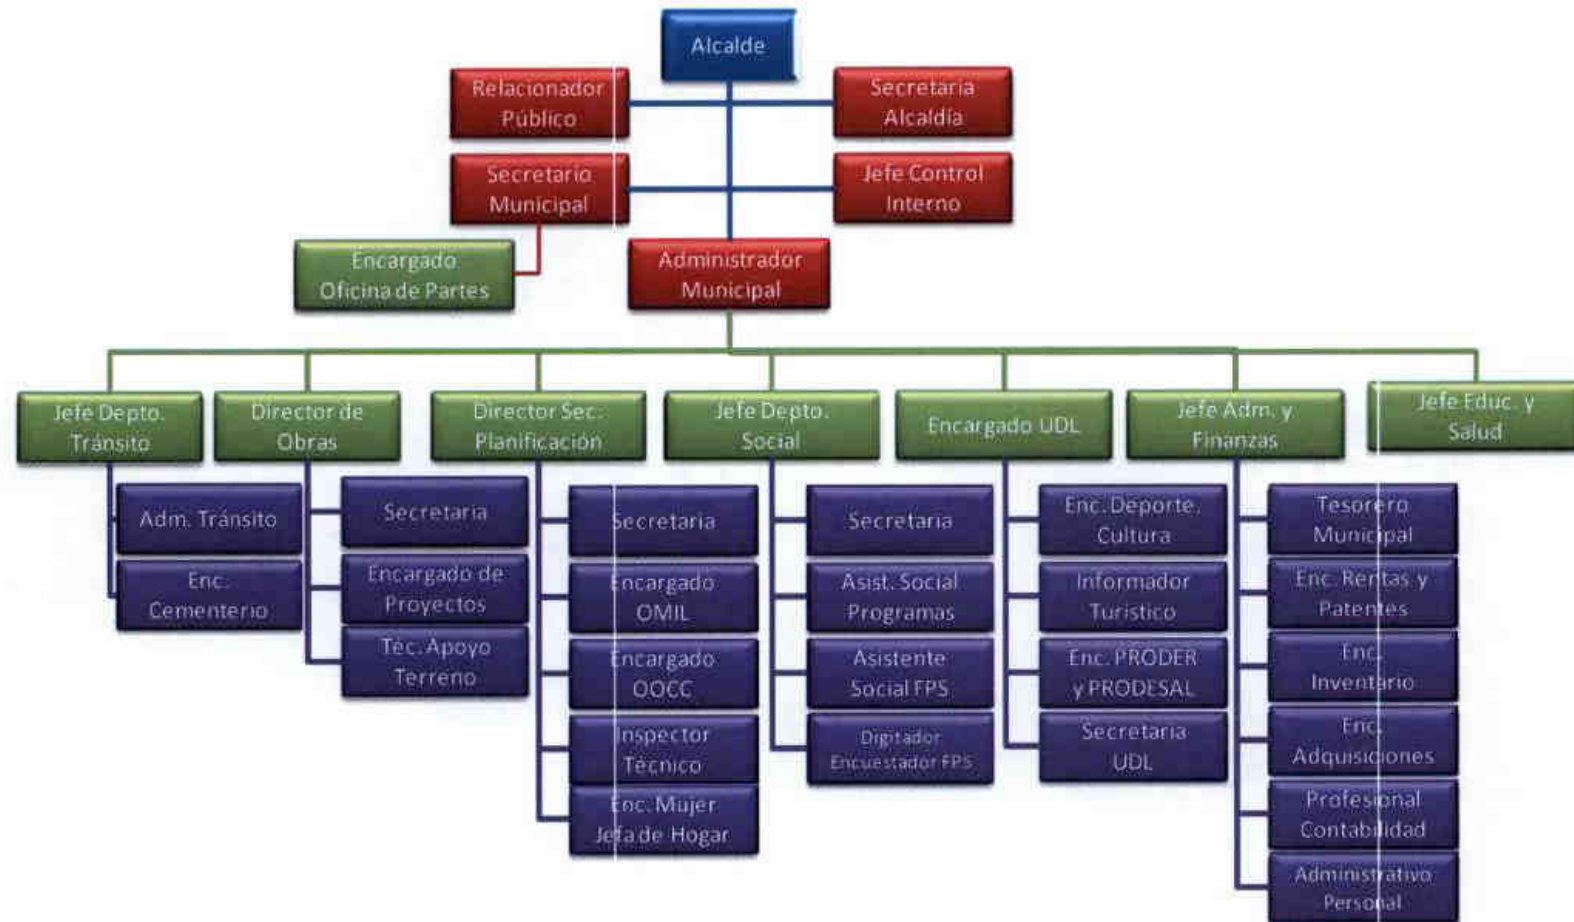 Alcalde
Relacionador
Público
Secretaria
Alcaldía
Secretario
Municipal
Jefe Control
Interno
Encargado
Oficina de Partes
Administrador
Municipal
Jefe Depto.
Tránsito
Director de
Obras
Director Sec.
Planificación
Jefe Depto.
Social
Encargado UDL
Jefe Adm. y
Finanzas
Jefe Educ. y
Salud
Adm. Tránsito
Enc.
Cementerio
Secretaria
Encargado de
Proyectos
Téc. Apoyo
Terreno
Secretaria
Encargado
OMIL
Encargado
OOCC
Inspector
Técnico
Enc. Mujer
Jefa de Hogar
Secretaria
Asist. Social
Programas
Asistente
Social FPS
Digitador
Encuestador FPS
Enc. Deporte.
Cultura
Informador
Turístico
Enc. PRODER
y PRODESAL
Secretaria
UDL
Tesorero
Municipal
Enc. Rentas y
Patentes
Enc.
Inventario
Enc.
Adquisiciones
Profesional
Contabilidad
Administrativo
Personal